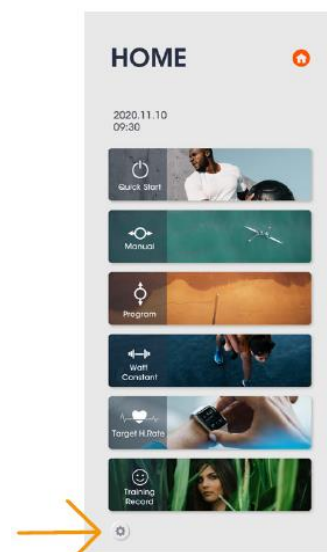 HOME
2020.11.10
09:30
Quick Start
Manual
Program
Watt
Constant
Target H.Rate
Training
Record